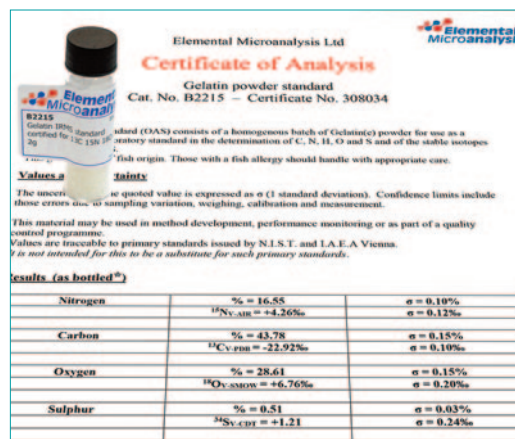 Elemental Microanalysis Ltd
Elemental
Microanalysis
Certificate of Analysis
Gelatin powder standard
Cat. No. B2215 – Certificate No. 308034
Elemental
Microanalysis
B2215
Gelatin IRMS standard
certified for 13C 15N
2g
(OAS) consists of a homogenous batch of Gelatin(e) powder for use as a
standard in the determination of C, N, H, O and S and of the stable isotopes
fish origin. Those with a fish allergy should handle with appropriate care.
Values
The quoted value is expressed as σ (1 standard deviation). Confidence limits include
those errors due to sampling variation, weighing, calibration and measurement.
This material may be used in method development, performance monitoring or as part of a quality
control programme.
Values are traceable to primary standards issued by N.I.S.T. and I.A.E.A Vienna.
It is not intended for this to be a substitute for such primary standards.
Results (as bottled*)
Nitrogen % = 16.55 σ = 0.10%
¹⁵Nv-AIR = +4.26‰ σ = 0.12‰
Carbon % = 43.78 σ = 0.15%
¹³Cv-PDB = -22.92‰ σ = 0.10‰
Oxygen % = 28.61 σ = 0.15%
¹⁸Ov-SMOW = +6.76‰ σ = 0.20‰
Sulphur % = 0.51 σ = 0.03%
³⁴Sv-CDT = +1.21 σ = 0.24‰